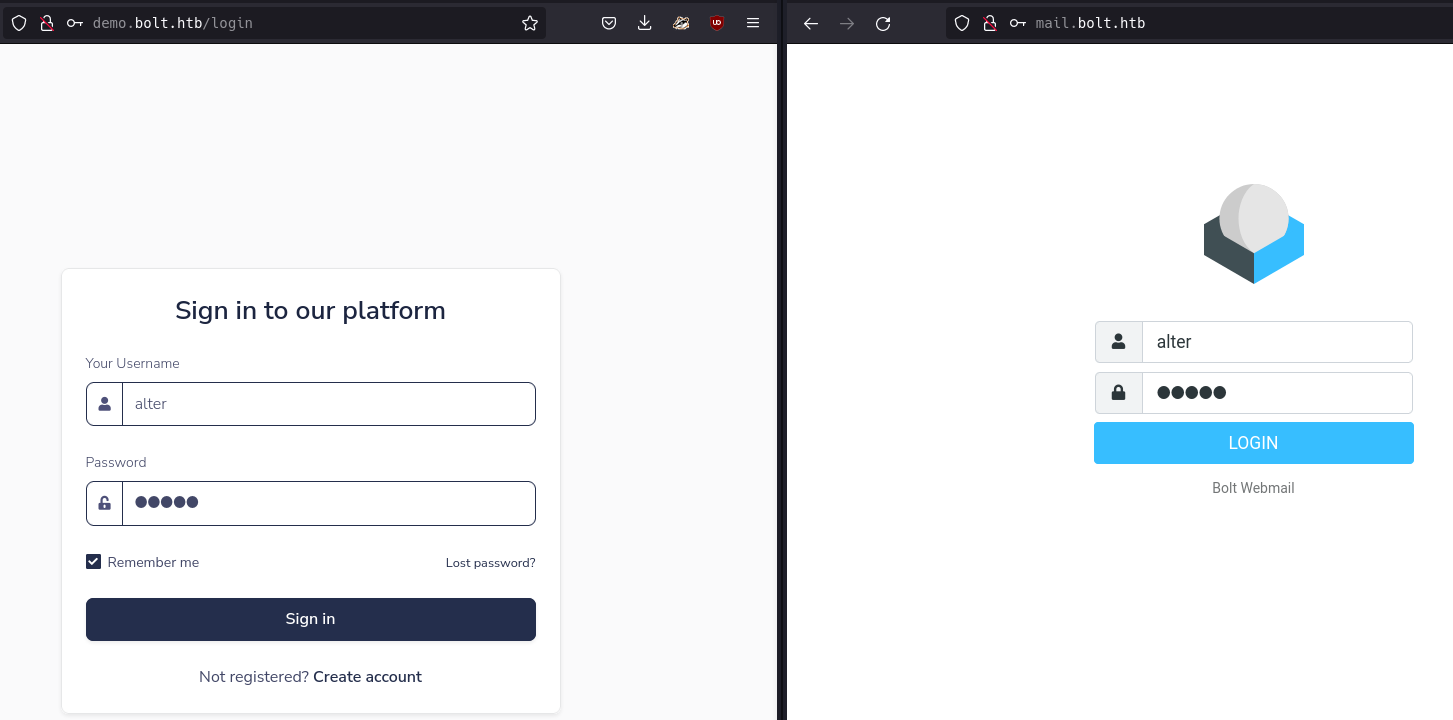 demo.bolt.htb/login
Sign in to our platform
Your Username
alter
Password
●●●●●
Remember me
Lost password?
Sign in
Not registered? Create account
mail.bolt.htb
alter
●●●●●
LOGIN
Bolt Webmail